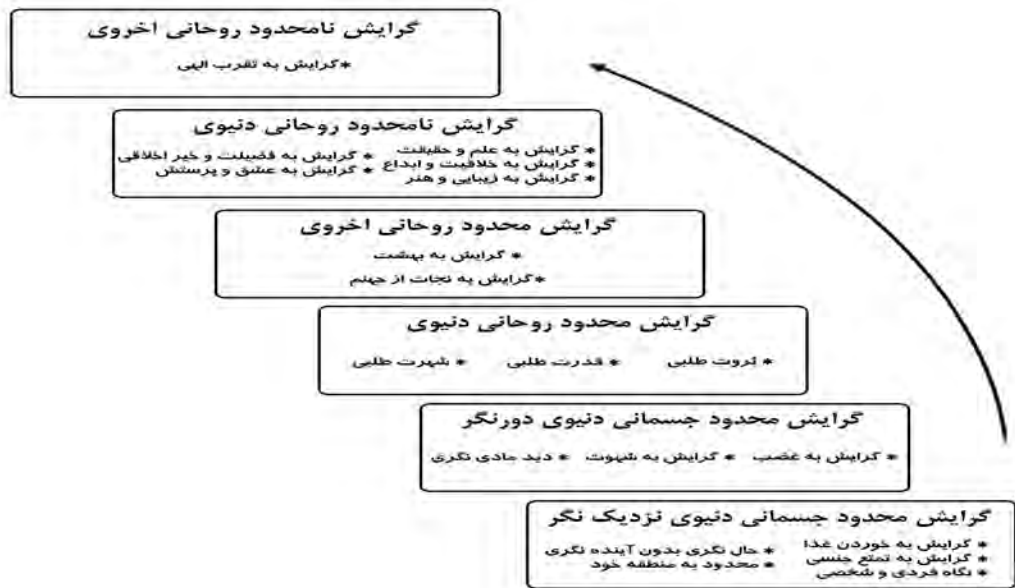 گرایش نامحدود روحانی اخروی
*گرایش به تقرب الهی
گرایش نامحدود روحانی دنیوی
* گرایش به علم و حقیقت * گرایش به فضیلت و خیر اخلاقی
* گرایش به خلاقیت و ابداع * گرایش به عشق و پرستش
* گرایش به زیبایی و هنر
گرایش محدود روحانی اخروی
* گرایش به بهشت
*گرایش به نجات از جهنم
گرایش محدود روحانی دنیوی
* ثروت طلبی * قدرت طلبی * شهرت طلبی
گرایش محدود جسمانی دنیوی دورنگر
* گرایش به غضب * گرایش به شهوت * دید مادی نگری
گرایش محدود جسمانی دنیوی نزدیک نگر
* گرایش به خوردن غذا * حال نگری بدون آینده نگری
* گرایش به تمتع جنسی * محدود به منطقه خود
* نگاه فردی و شخصی